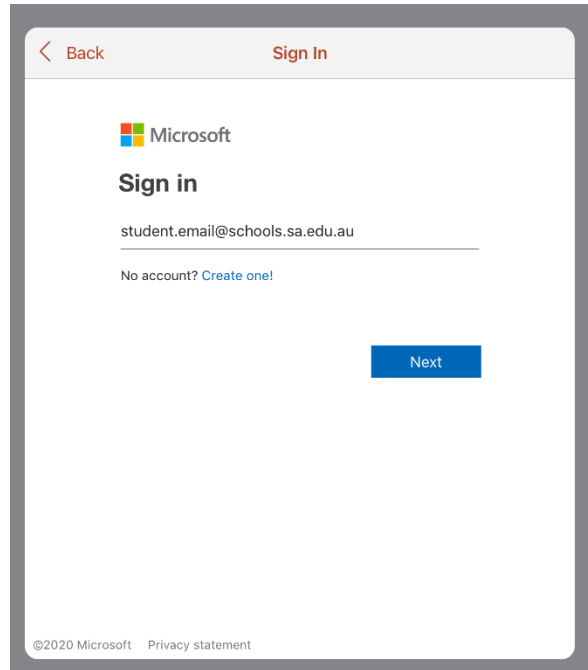 Back Sign In
Microsoft
Sign in
student.email@schools.sa.edu.au
No account? Create one!
Next
©2020 Microsoft Privacy statement